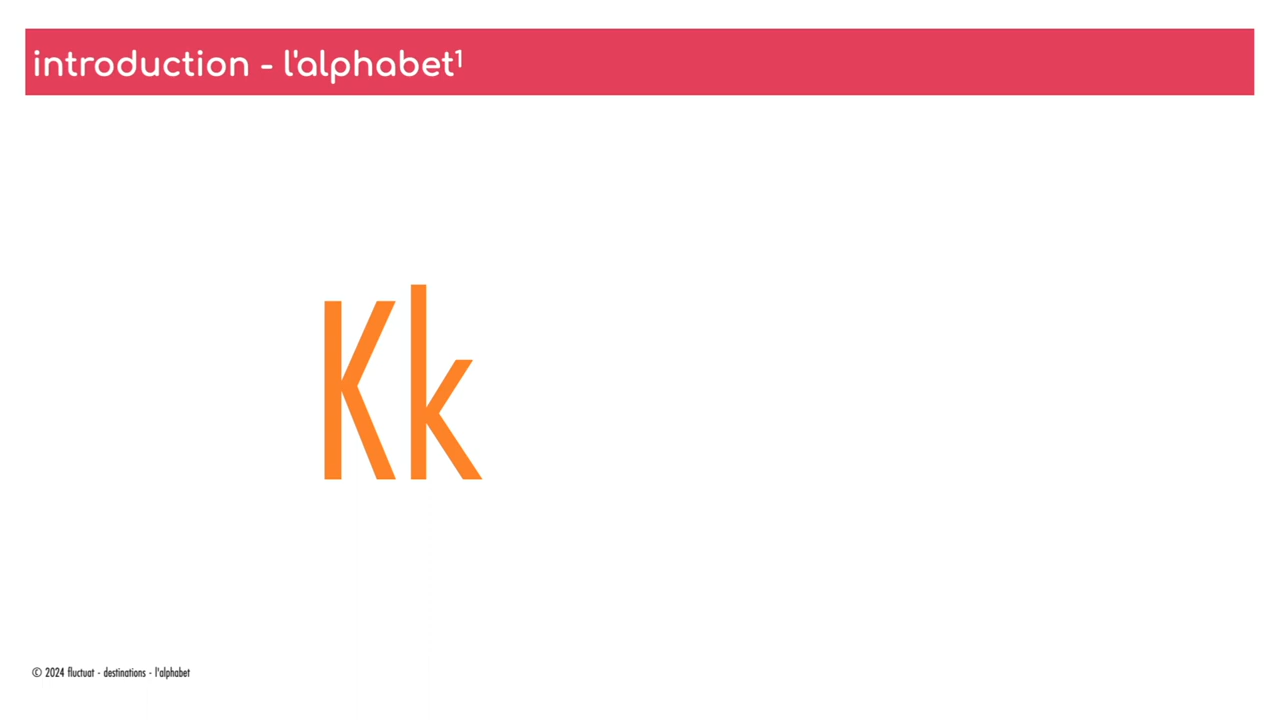 introduction - l'alphabet¹
Kk
© 2024 fluctuat - destinations - l'alphabet